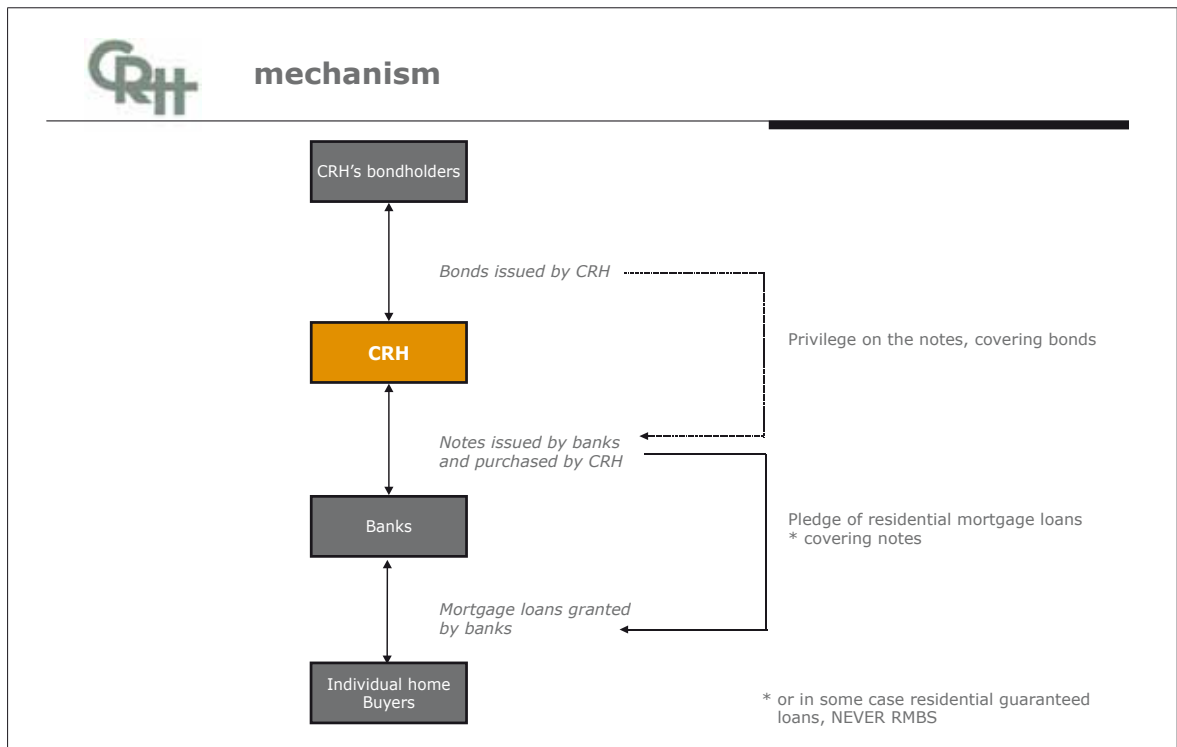 CRH
mechanism
CRH's bondholders
Bonds issued by CRH
CRH
Privilege on the notes, covering bonds
Notes issued by banks
and purchased by CRH
Banks
Pledge of residential mortgage loans
* covering notes
Mortgage loans granted
by banks
Individual home
Buyers
* or in some case residential guaranteed
loans, NEVER RMBS